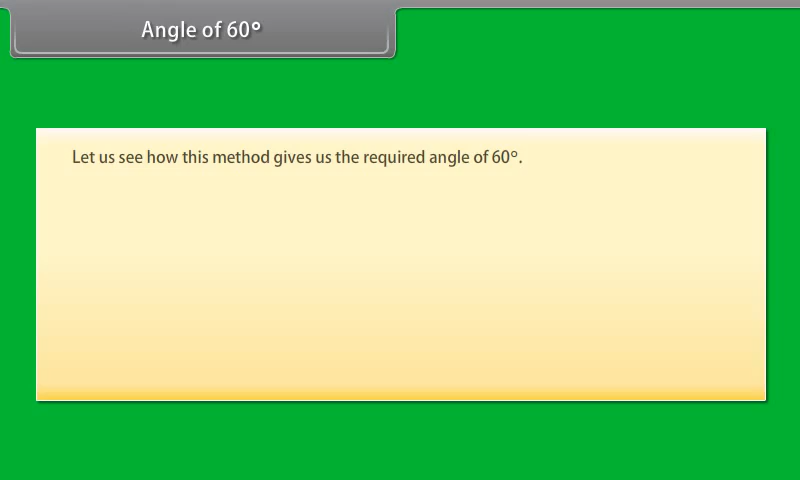 Angle of 60°
Let us see how this method gives us the required angle of 60°.